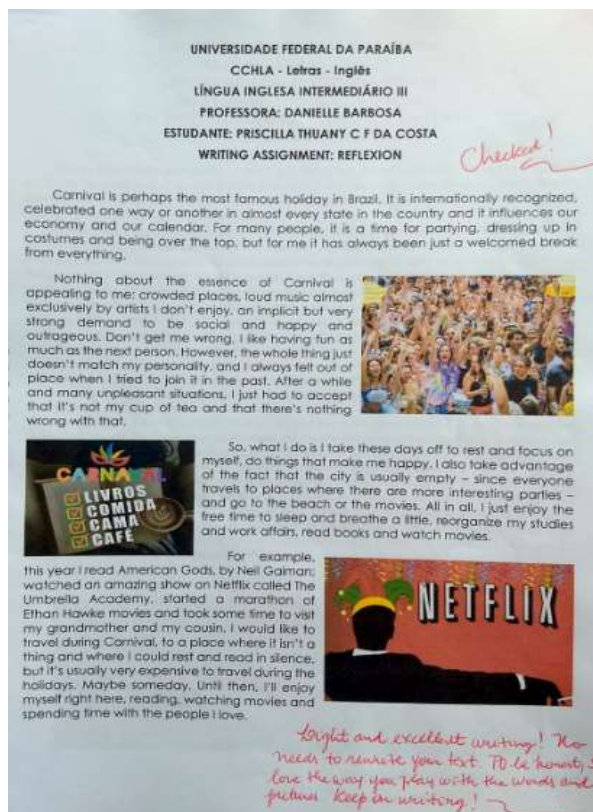 UNIVERSIDADE FEDERAL DA PARAÍBA
CCHLA - Letras - Inglês
LÍNGUA INGLESA INTERMEDIÁRIO III
PROFESSORA: DANIELLE BARBOSA
ESTUDANTE: PRISCILLA THUANY C F DA COSTA
WRITING ASSIGNMENT: REFLEXION
Checked!
Carnival is perhaps the most famous holiday in Brazil. It is internationally recognized,
celebrated one way or another in almost every state in the country and it influences our
economy and our calendar. For many people, it is a time for partying, dressing up in
costumes and being over the top, but for me it has always been just a welcomed break
from everything.
Nothing about the essence of Carnival is
appealing to me: crowded places, loud music almost
exclusively by artists I don't enjoy, an implicit but very
strong demand to be social and happy and
outrageous. Don't get me wrong, I like having fun as
much as the next person. However, the whole thing just
doesn't match my personality, and I always felt out of
place when I tried to join it in the past. After a while
and many unpleasant situations, I just had to accept
that it's not my cup of tea and that there's nothing
wrong with that.
CARNAVAL
LIVROS
COMIDA
CAMA
CAFÉ
So, what I do is I take these days off to rest and focus on
myself, do things that make me happy. I also take advantage
of the fact that the city is usually empty – since everyone
travels to places where there are more interesting parties –
and go to the beach or the movies. All in all, I just enjoy the
free time to sleep and breathe a little, reorganize my studies
and work affairs, read books and watch movies.
For example,
this year I read American Gods, by Neil Gaiman;
watched an amazing show on Netflix called The
Umbrella Academy, started a marathon of
Ethan Hawke movies and took some time to visit
my grandmother and my cousin. I would like to
travel during Carnival, to a place where it isn't a
thing and where I could rest and read in silence,
but it's usually very expensive to travel during the
holidays. Maybe someday. Until then, I'll enjoy
myself right here, reading, watching movies and
spending time with the people I love.
NETFLIX
and excellent writing! No
needs to rewrite your text. To be honest, I
love the way you play with the words and
pictures. Keep on writing!